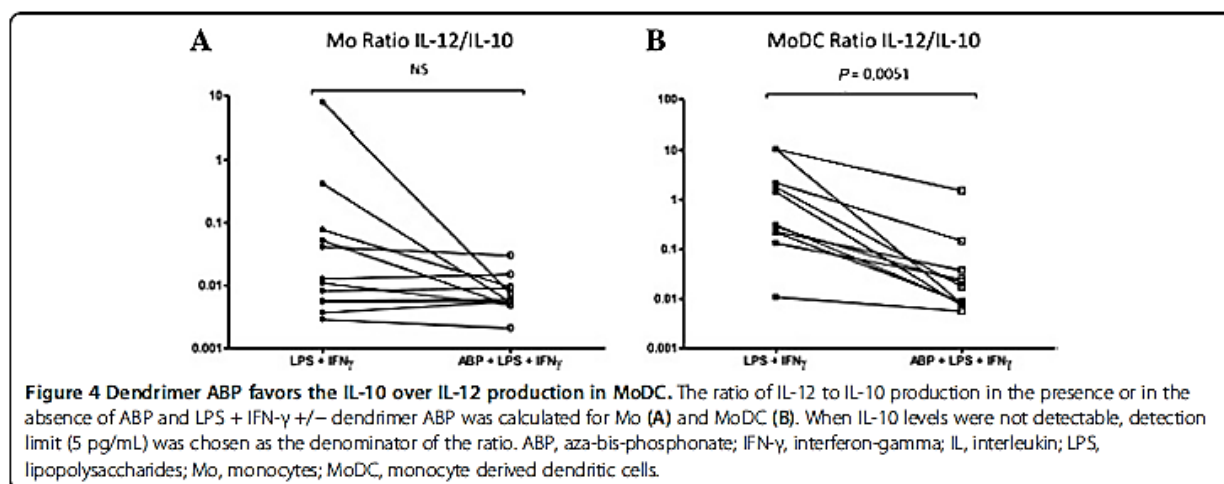 A Mo Ratio IL-12/IL-10
NS
10
1
0.1
0.01
0.001
LPS + IFNγ ABP + LPS + IFNγ
B MoDC Ratio IL-12/IL-10
P = 0,0051
100
10
1
0.1
0.01
0.001
LPS + IFNγ ABP + LPS + IFNγ
Figure 4 Dendrimer ABP favors the IL-10 over IL-12 production in MoDC. The ratio of IL-12 to IL-10 production in the presence or in the
absence of ABP and LPS + IFN-γ +/− dendrimer ABP was calculated for Mo (A) and MoDC (B). When IL-10 levels were not detectable, detection
limit (5 pg/mL) was chosen as the denominator of the ratio. ABP, aza-bis-phosphonate; IFN-γ, interferon-gamma; IL, interleukin; LPS,
lipopolysaccharides; Mo, monocytes; MoDC, monocyte derived dendritic cells.